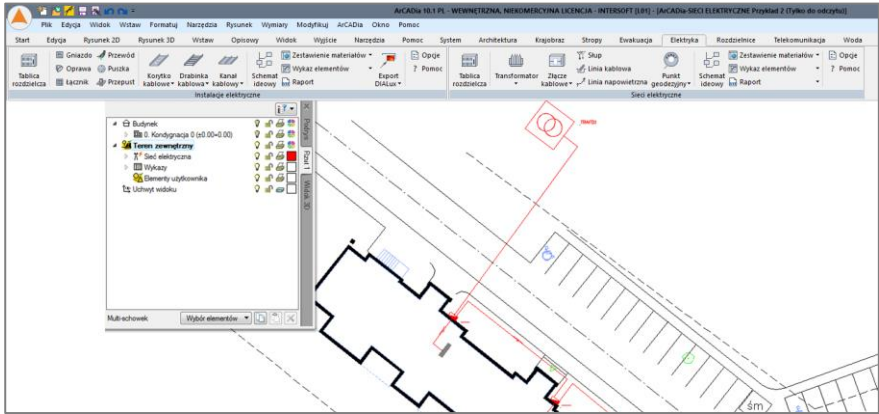 ArCADia 10.1 PL - WEWNĘTRZNA, NIEKOMERCYJNA LICENCJA - INTERSOFT [L01] - [ArCADia-SIECI ELEKTRYCZNE Przykład 2 (Tylko do odczytu)]
Plik Edycja Widok Wstaw Formatuj Narzędzia Rysunek Wymiary Modyfikuj ArCADia Okno Pomoc
Start Edycja Rysunek 2D Rysunek 3D Wstaw Opisowy Widok Wyjście Narzędzia Pomoc System Architektura Krajobraz Stropy Ewakuacja Elektryka Rozdzielnice Telekomunikacja Woda
Tablica rozdzielcza
Gniazdo Przewód
Oprawa Puszka
Łącznik Przepust
Korytko kablowe
Drabinka kablowa
Kanał kablowy
Schemat ideowy
Zestawienie materiałów
Wykaz elementów
Raport
Export DIALux
Opcje
? Pomoc
Instalacje elektryczne
Tablica rozdzielcza
Transformator
Złącze kablowe
Słup
Linia kablowa
Linia napowietrzna
Punkt geodezyjny
Schemat ideowy
Zestawienie materiałów
Wykaz elementów
Raport
Opcje
? Pomoc
Sieci elektryczne
Budynek
0. Kondygnacja 0 (±0.00=0.00)
Teren zewnętrzny
Sieć elektryczna
Wykazy
Elementy użytkownika
Uchwyt widoku
Podrys
Rzut 1
Widok 3D
Multi-schowek
Wybór elementów
śm